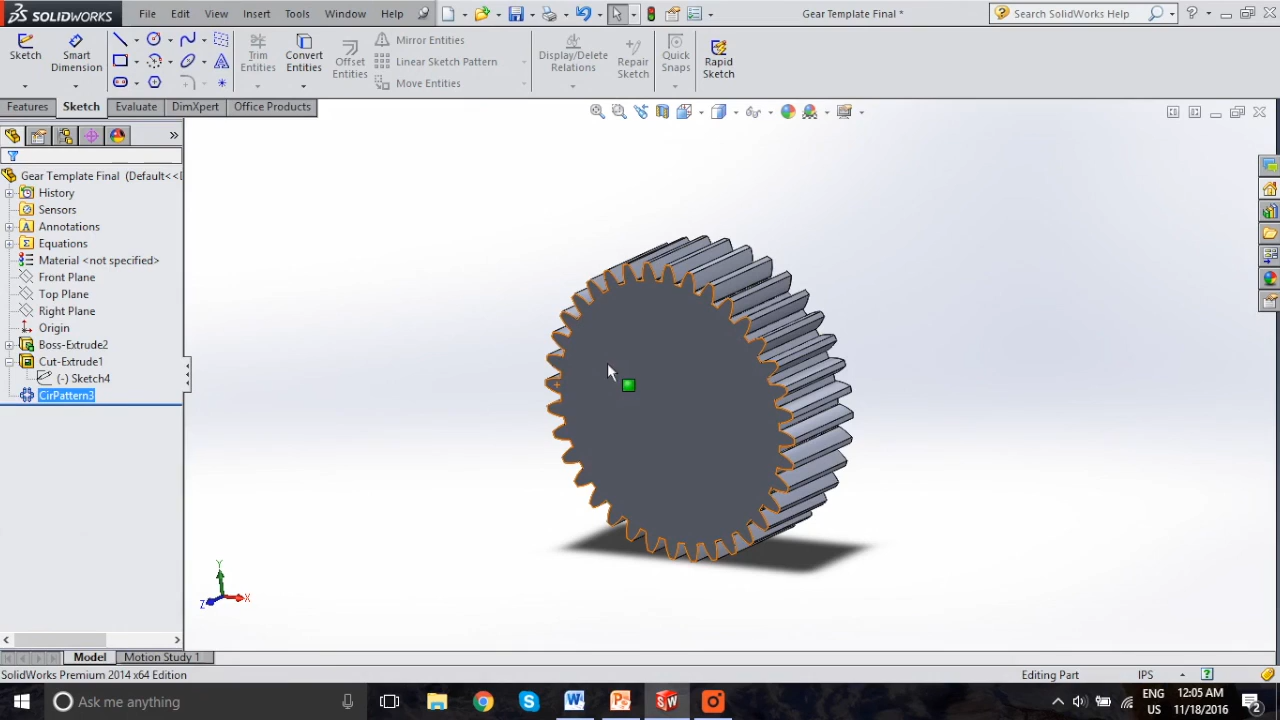 SOLIDWORKS File Edit View Insert Tools Window Help Gear Template Final * Search SolidWorks Help
Sketch Smart Dimension Trim Entities Convert Entities Offset Entities Mirror Entities Display/Delete Relations Repair Sketch Quick Snaps Rapid Sketch
Linear Sketch Pattern
Move Entities
Features Sketch Evaluate DimXpert Office Products
Gear Template Final (Default<<D
History
Sensors
Annotations
Equations
Material <not specified>
Front Plane
Top Plane
Right Plane
Origin
Boss-Extrude2
Cut-Extrude1
(-) Sketch4
CirPattern3
Y
Z X
Model Motion Study 1
SolidWorks Premium 2014 x64 Edition Editing Part IPS
Ask me anything
ENG 12:05 AM
US 11/18/2016 2